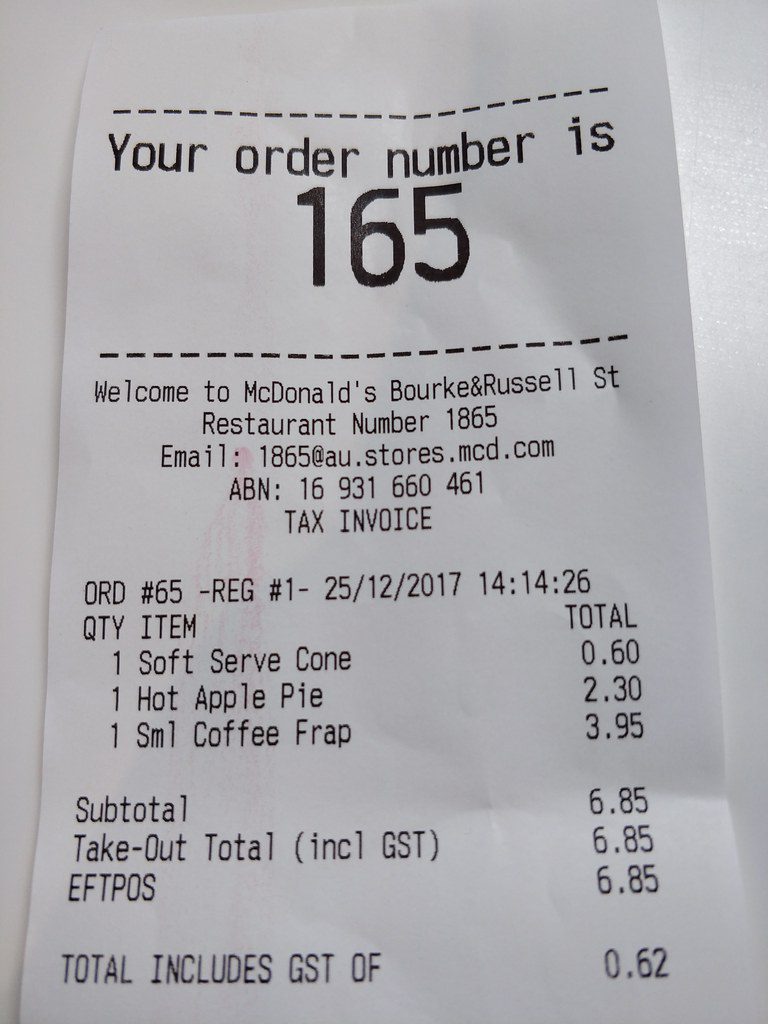 Your order number is
165
Welcome to McDonald's Bourke&Russell St
Restaurant Number 1865
Email: 1865@au.stores.mcd.com
ABN: 16 931 660 461
TAX INVOICE
ORD #65 -REG #1- 25/12/2017 14:14:26
QTY ITEM TOTAL
1 Soft Serve Cone 0.60
1 Hot Apple Pie 2.30
1 Sml Coffee Frap 3.95
Subtotal 6.85
Take-Out Total (incl GST) 6.85
EFTPOS 6.85
TOTAL INCLUDES GST OF 0.62